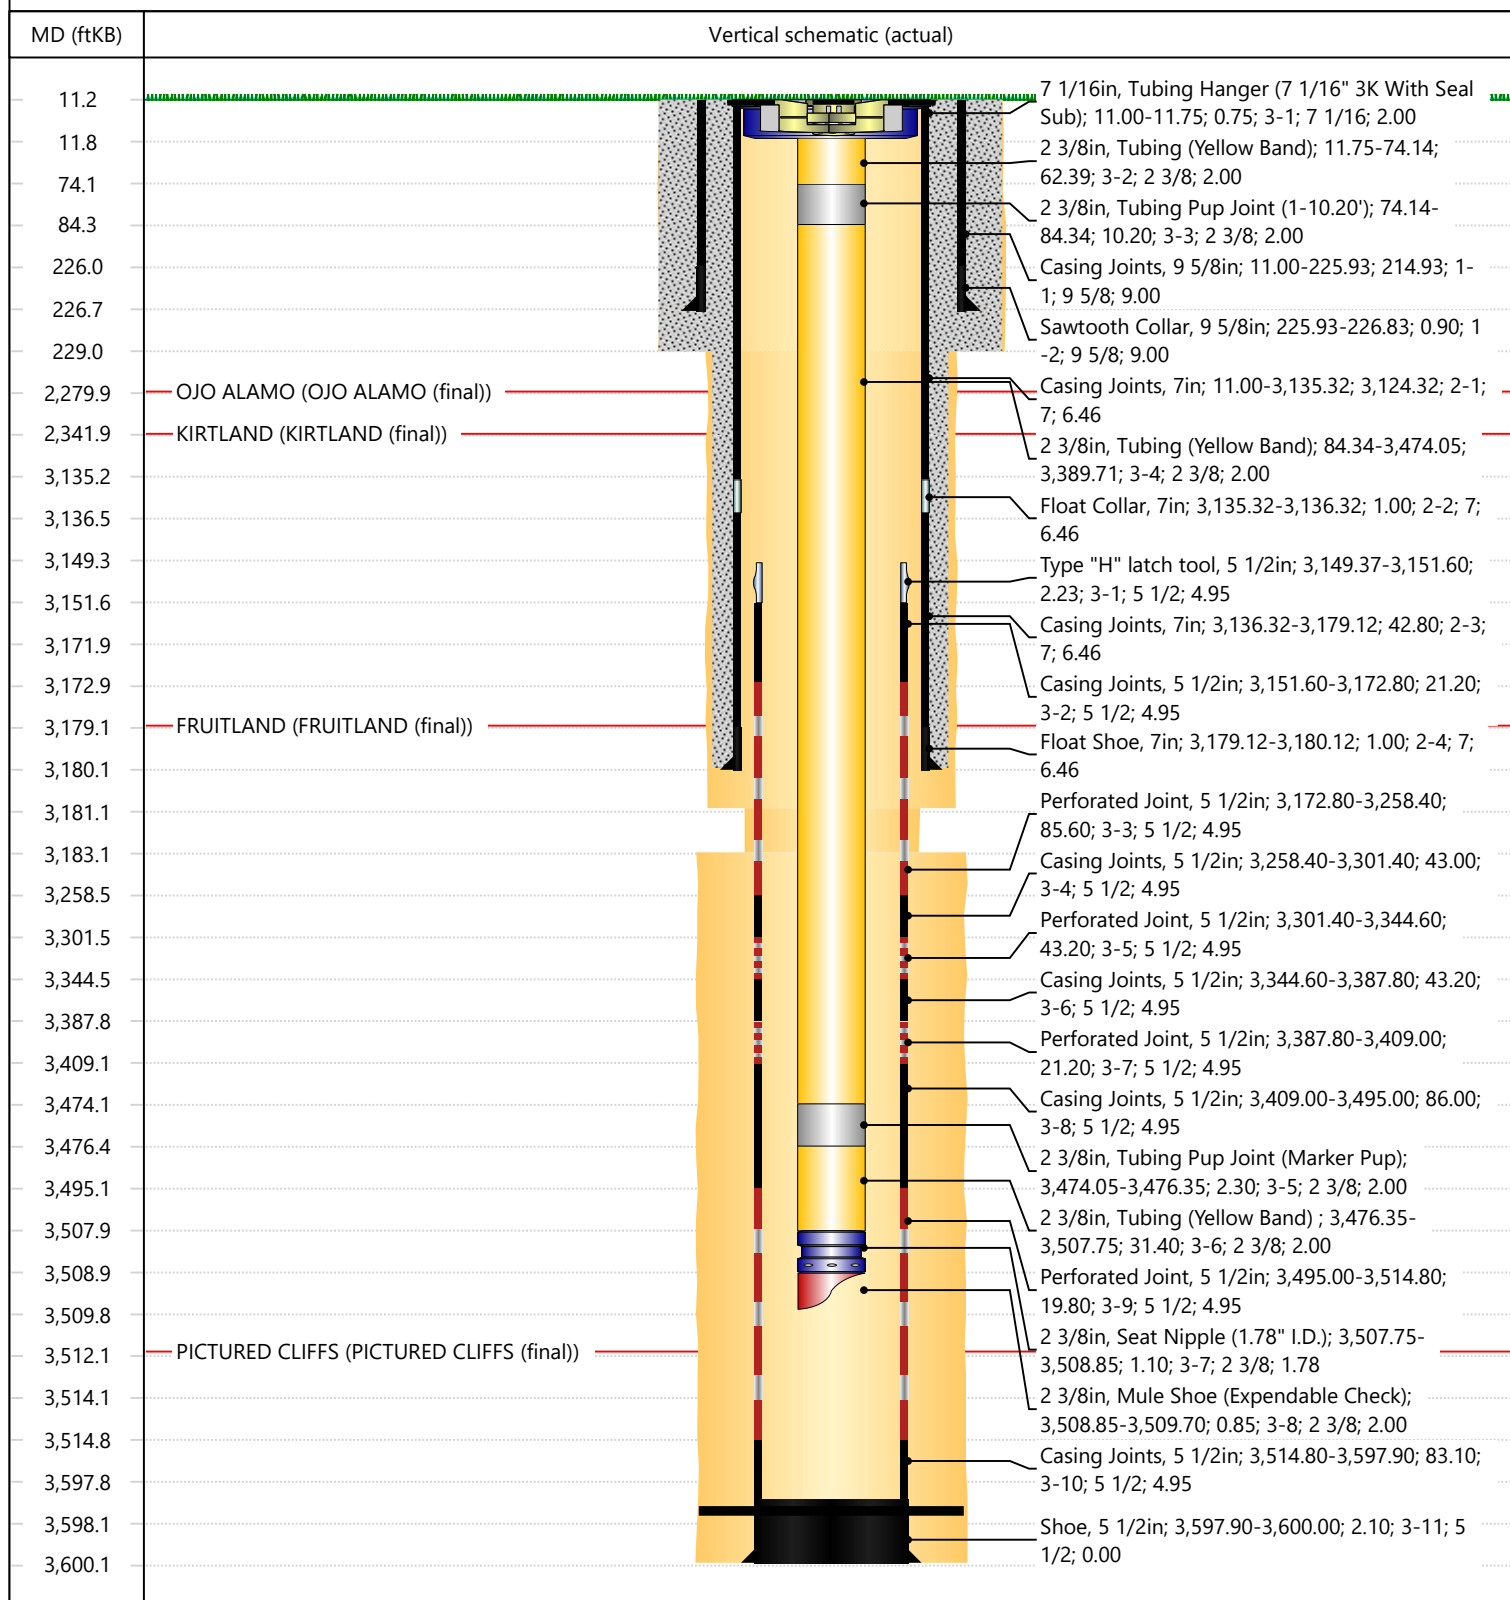 MD (ftKB)
Vertical schematic (actual)
11.2
11.8
74.1
84.3
226.0
226.7
229.0
2,279.9
2,341.9
3,135.2
3,136.5
3,149.3
3,151.6
3,171.9
3,172.9
3,179.1
3,180.1
3,181.1
3,183.1
3,258.5
3,301.5
3,344.5
3,387.8
3,409.1
3,474.1
3,476.4
3,495.1
3,507.9
3,508.9
3,509.8
3,512.1
3,514.1
3,514.8
3,597.8
3,598.1
3,600.1
OJO ALAMO (OJO ALAMO (final))
KIRTLAND (KIRTLAND (final))
FRUITLAND (FRUITLAND (final))
PICTURED CLIFFS (PICTURED CLIFFS (final))
7 1/16in, Tubing Hanger (7 1/16" 3K With Seal
Sub); 11.00-11.75; 0.75; 3-1; 7 1/16; 2.00
2 3/8in, Tubing (Yellow Band); 11.75-74.14;
62.39; 3-2; 2 3/8; 2.00
2 3/8in, Tubing Pup Joint (1-10.20'); 74.14-
84.34; 10.20; 3-3; 2 3/8; 2.00
Casing Joints, 9 5/8in; 11.00-225.93; 214.93; 1-
1; 9 5/8; 9.00
Sawtooth Collar, 9 5/8in; 225.93-226.83; 0.90; 1
-2; 9 5/8; 9.00
Casing Joints, 7in; 11.00-3,135.32; 3,124.32; 2-1;
7; 6.46
2 3/8in, Tubing (Yellow Band); 84.34-3,474.05;
3,389.71; 3-4; 2 3/8; 2.00
Float Collar, 7in; 3,135.32-3,136.32; 1.00; 2-2; 7;
6.46
Type "H" latch tool, 5 1/2in; 3,149.37-3,151.60;
2.23; 3-1; 5 1/2; 4.95
Casing Joints, 7in; 3,136.32-3,179.12; 42.80; 2-3;
7; 6.46
Casing Joints, 5 1/2in; 3,151.60-3,172.80; 21.20;
3-2; 5 1/2; 4.95
Float Shoe, 7in; 3,179.12-3,180.12; 1.00; 2-4; 7;
6.46
Perforated Joint, 5 1/2in; 3,172.80-3,258.40;
85.60; 3-3; 5 1/2; 4.95
Casing Joints, 5 1/2in; 3,258.40-3,301.40; 43.00;
3-4; 5 1/2; 4.95
Perforated Joint, 5 1/2in; 3,301.40-3,344.60;
43.20; 3-5; 5 1/2; 4.95
Casing Joints, 5 1/2in; 3,344.60-3,387.80; 43.20;
3-6; 5 1/2; 4.95
Perforated Joint, 5 1/2in; 3,387.80-3,409.00;
21.20; 3-7; 5 1/2; 4.95
Casing Joints, 5 1/2in; 3,409.00-3,495.00; 86.00;
3-8; 5 1/2; 4.95
2 3/8in, Tubing Pup Joint (Marker Pup);
3,474.05-3,476.35; 2.30; 3-5; 2 3/8; 2.00
2 3/8in, Tubing (Yellow Band) ; 3,476.35-
3,507.75; 31.40; 3-6; 2 3/8; 2.00
Perforated Joint, 5 1/2in; 3,495.00-3,514.80;
19.80; 3-9; 5 1/2; 4.95
2 3/8in, Seat Nipple (1.78" I.D.); 3,507.75-
3,508.85; 1.10; 3-7; 2 3/8; 1.78
2 3/8in, Mule Shoe (Expendable Check);
3,508.85-3,509.70; 0.85; 3-8; 2 3/8; 2.00
Casing Joints, 5 1/2in; 3,514.80-3,597.90; 83.10;
3-10; 5 1/2; 4.95
Shoe, 5 1/2in; 3,597.90-3,600.00; 2.10; 3-11; 5
1/2; 0.00